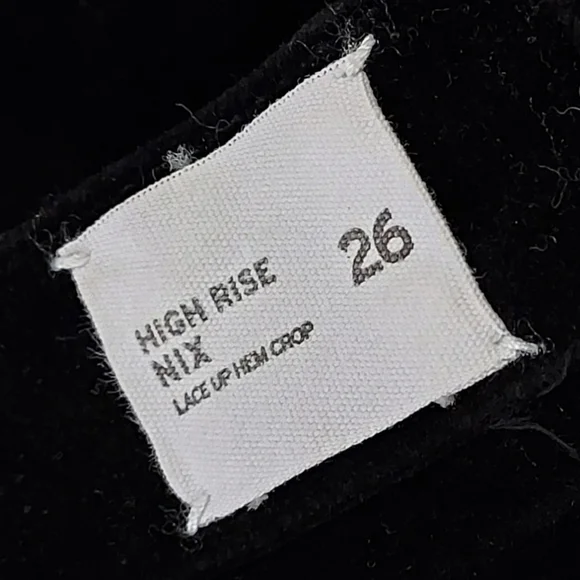 HIGH RISE
NIX
LACE UP HEM CROP
26